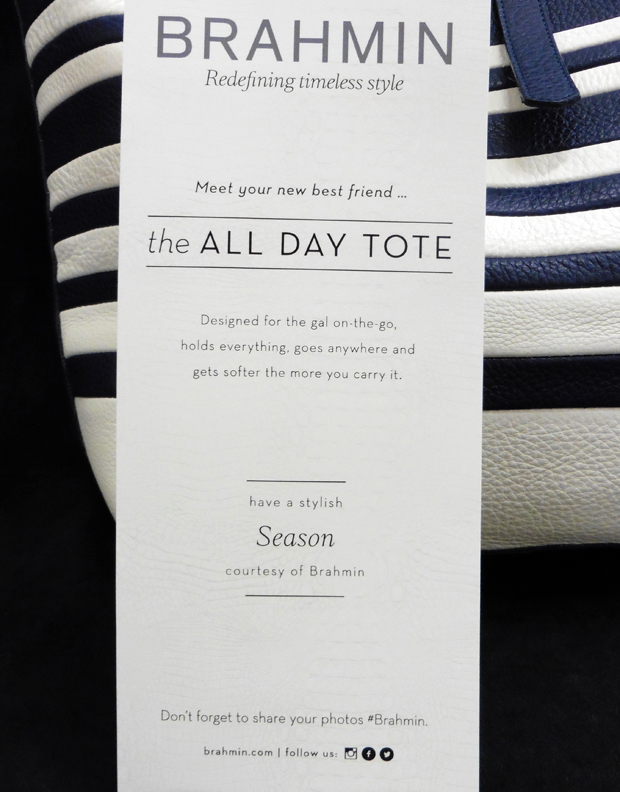 BRAHMIN
Redefining timeless style
Meet your new best friend ...
the ALL DAY TOTE
Designed for the gal on-the-go,
holds everything, goes anywhere and
gets softer the more you carry it.
have a stylish
Season
courtesy of Brahmin
Don't forget to share your photos #Brahmin.
brahmin.com | follow us: